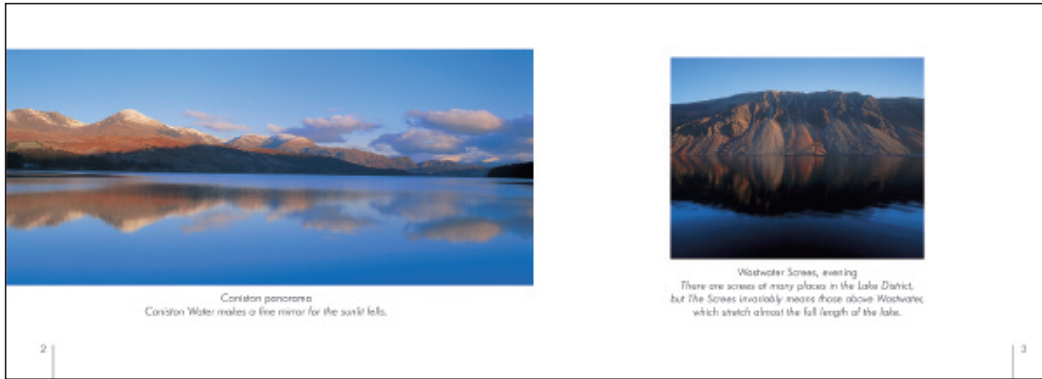 Coniston panorama
Coniston Water makes a fine mirror for the sunlit fells.
Wastwater Screes, evening
There are screes at many places in the Lake District,
but The Screes invariably means those above Wastwater,
which stretch almost the full length of the lake.
2
3